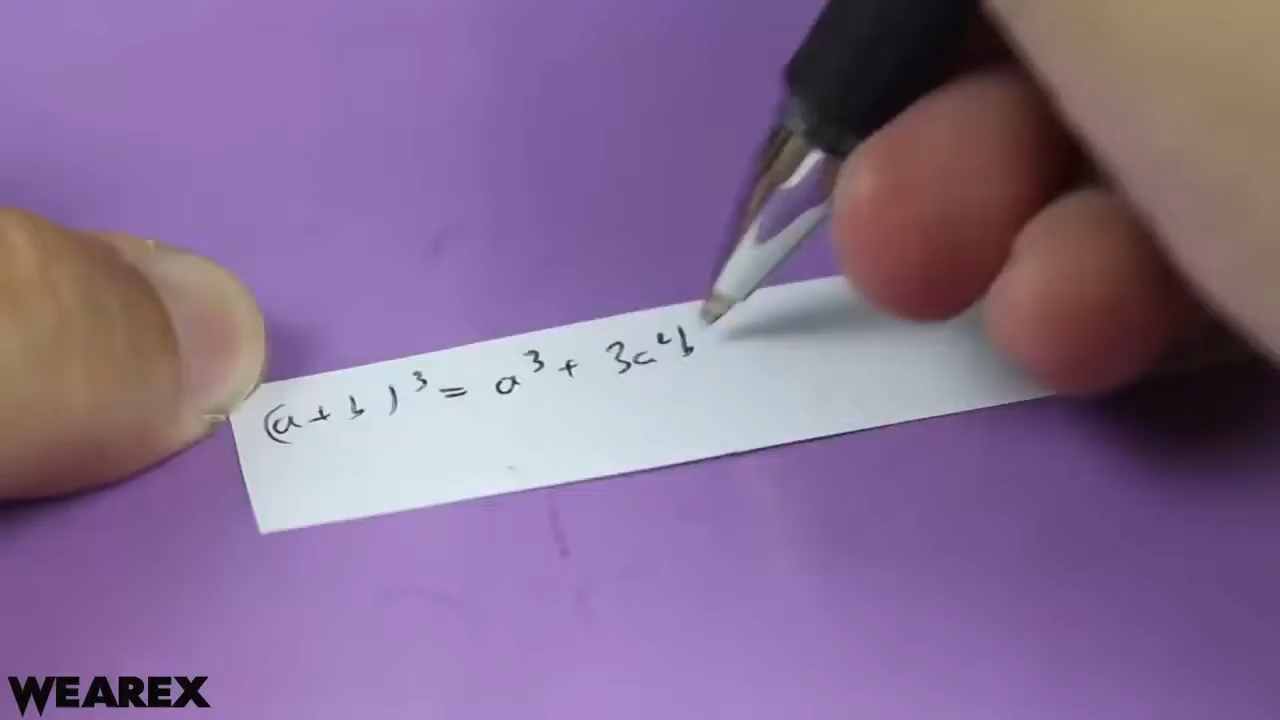 (a+b)³ = a³ + 3a²b
WEAREX